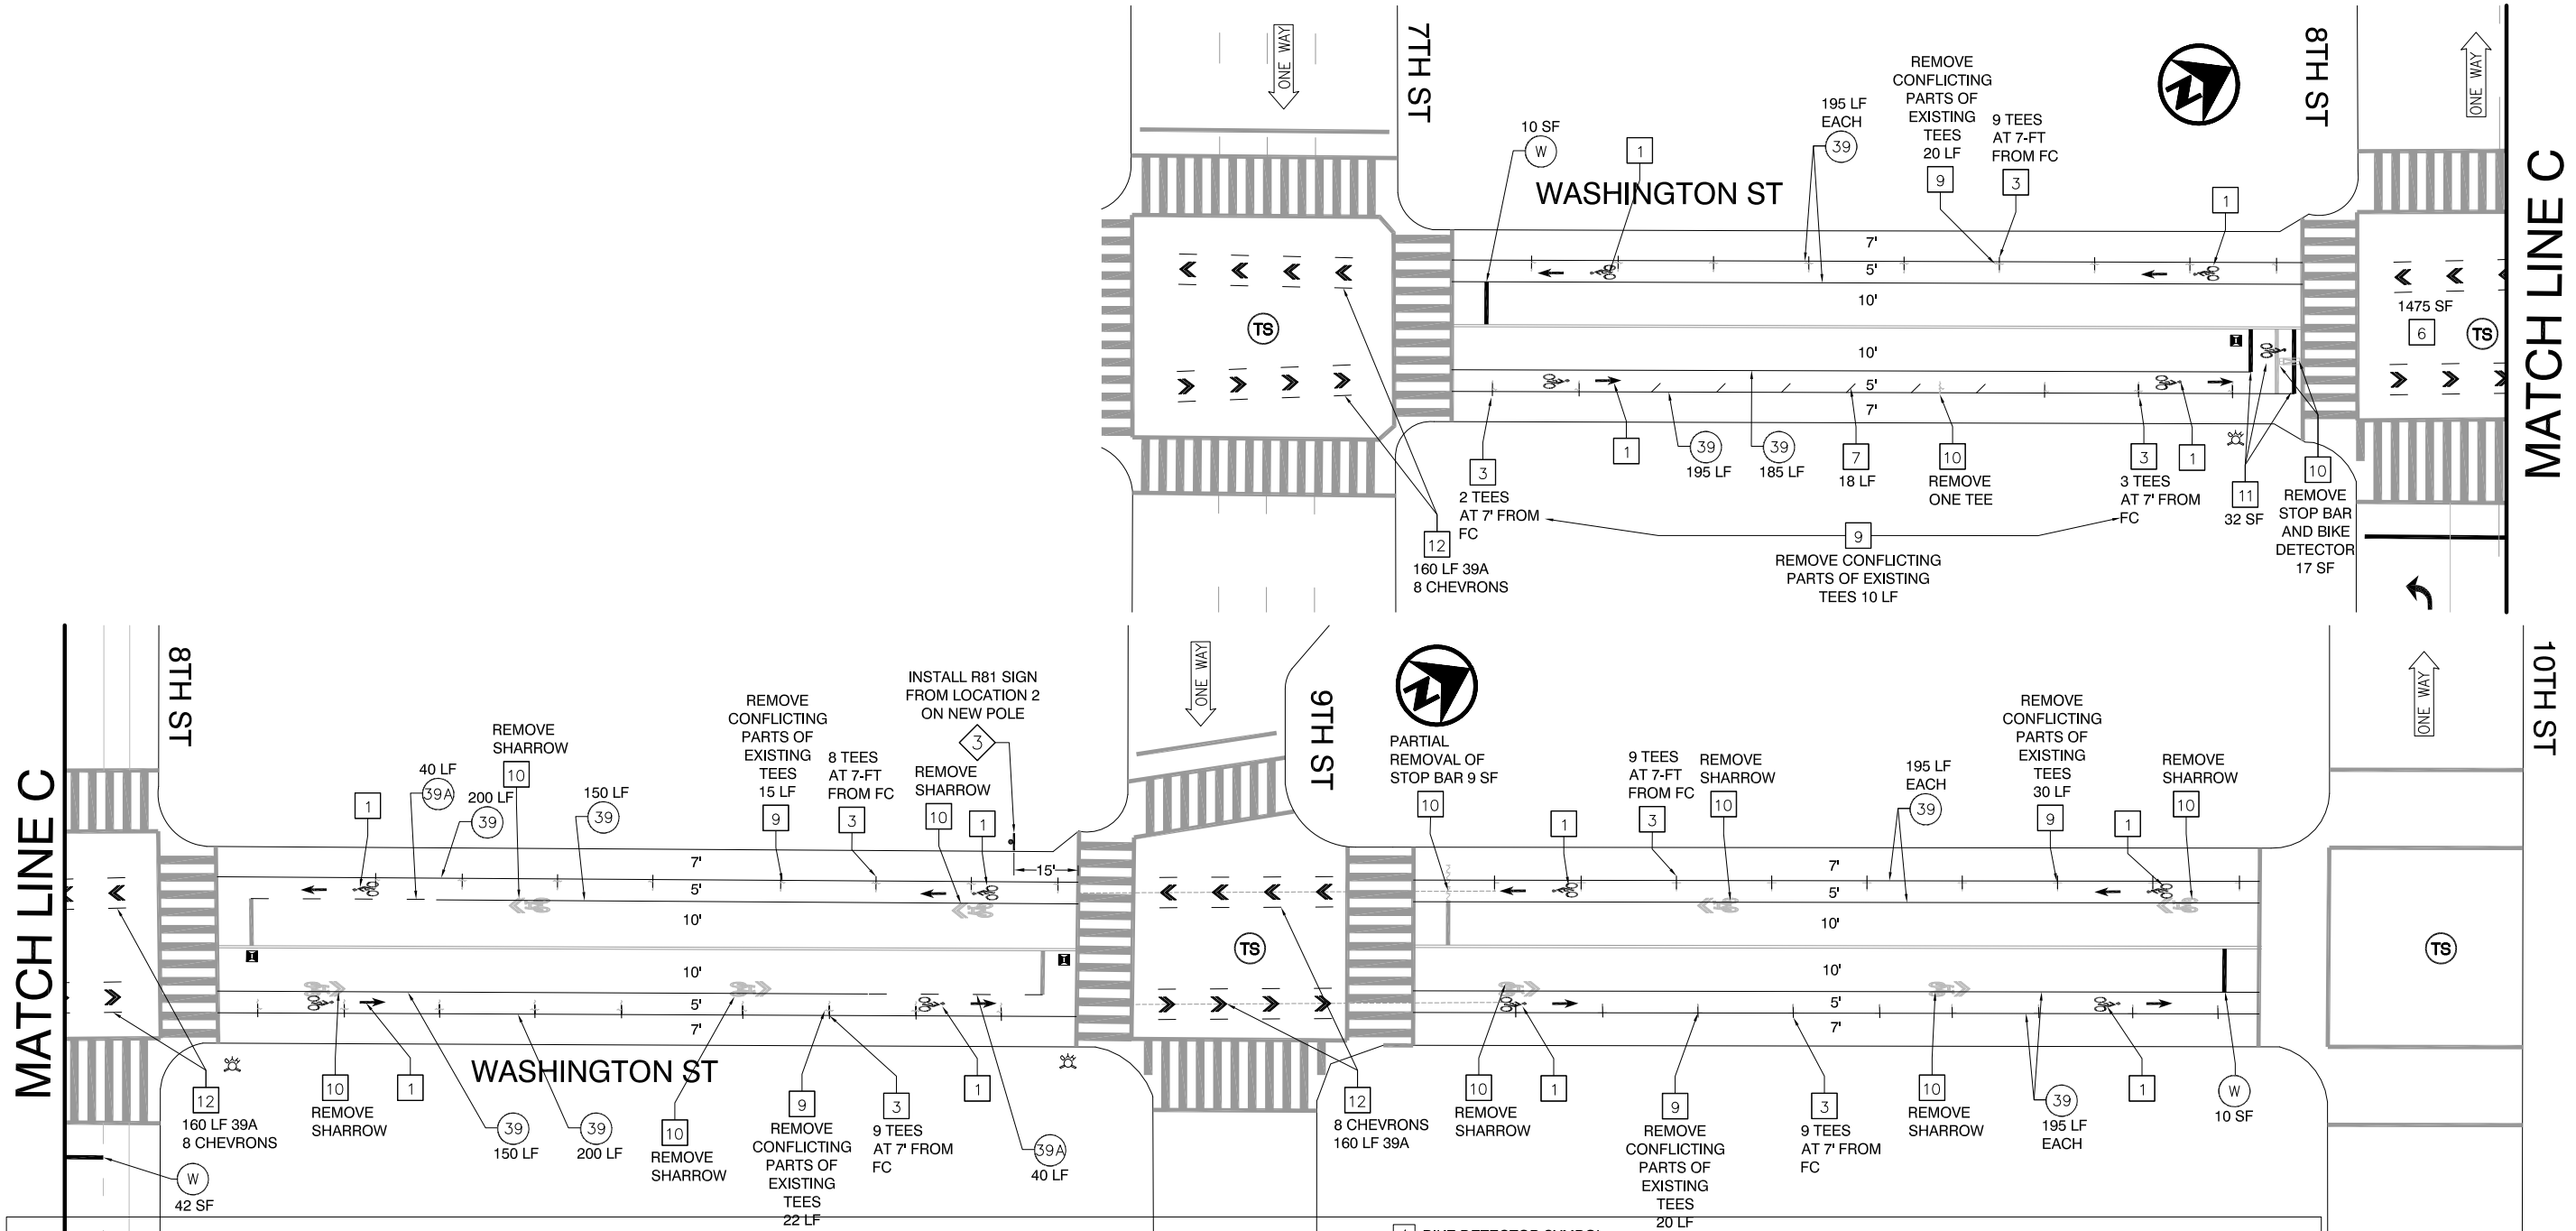 7TH ST
8TH ST
ONE WAY
ONE WAY
MATCH LINE C
WASHINGTON ST
10 SF
W
1
195 LF
EACH
39
REMOVE
CONFLICTING
PARTS OF
EXISTING
TEES
20 LF
9
9 TEES
AT 7-FT
FROM FC
3
1
7'
5'
10'
10'
5'
7'
TS
1475 SF
6
TS
3
2 TEES
AT 7' FROM
FC
1
39
195 LF
39
185 LF
7
18 LF
10
REMOVE
ONE TEE
3
3 TEES
AT 7' FROM
FC
1
11
32 SF
10
REMOVE
STOP BAR
AND BIKE
DETECTOR
17 SF
12
160 LF 39A
8 CHEVRONS
9
REMOVE CONFLICTING
PARTS OF EXISTING
TEES 10 LF
MATCH LINE C
8TH ST
9TH ST
10TH ST
ONE WAY
ONE WAY
1
40 LF
39A
200 LF
39
REMOVE
SHARROW
10
150 LF
39
REMOVE
CONFLICTING
PARTS OF
EXISTING
TEES
15 LF
9
8 TEES
AT 7-FT
FROM FC
3
INSTALL R81 SIGN
FROM LOCATION 2
ON NEW POLE
3
REMOVE
SHARROW
10
1
15'
PARTIAL
REMOVAL OF
STOP BAR 9 SF
10
1
9 TEES
AT 7-FT
FROM FC
3
REMOVE
SHARROW
10
195 LF
EACH
39
REMOVE
CONFLICTING
PARTS OF
EXISTING
TEES
30 LF
9
1
REMOVE
SHARROW
10
7'
5'
10'
10'
5'
7'
TS
7'
5'
10'
10'
5'
7'
TS
WASHINGTON ST
12
160 LF 39A
8 CHEVRONS
W
42 SF
10
REMOVE
SHARROW
1
39
150 LF
39
200 LF
10
REMOVE
SHARROW
9
REMOVE
CONFLICTING
PARTS OF
EXISTING
TEES
22 LF
3
9 TEES
AT 7' FROM
FC
1
39A
40 LF
12
8 CHEVRONS
160 LF 39A
10
REMOVE
SHARROW
1
9
REMOVE
CONFLICTING
PARTS OF
EXISTING
TEES
20 LF
3
9 TEES
AT 7' FROM
FC
10
REMOVE
SHARROW
39
195 LF
EACH
1
W
10 SF